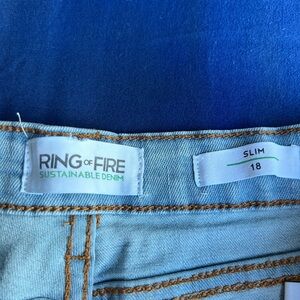 RING OF FIRE
SUSTAINABLE DENIM
SLIM
18